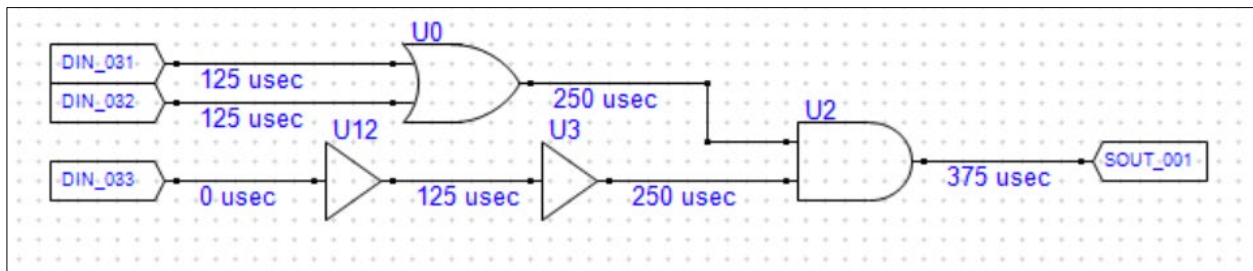 U0
DIN_031
125 usec
DIN_032
125 usec
250 usec
U2
U12
U3
DIN_033
0 usec
125 usec
250 usec
375 usec
SOUT_001